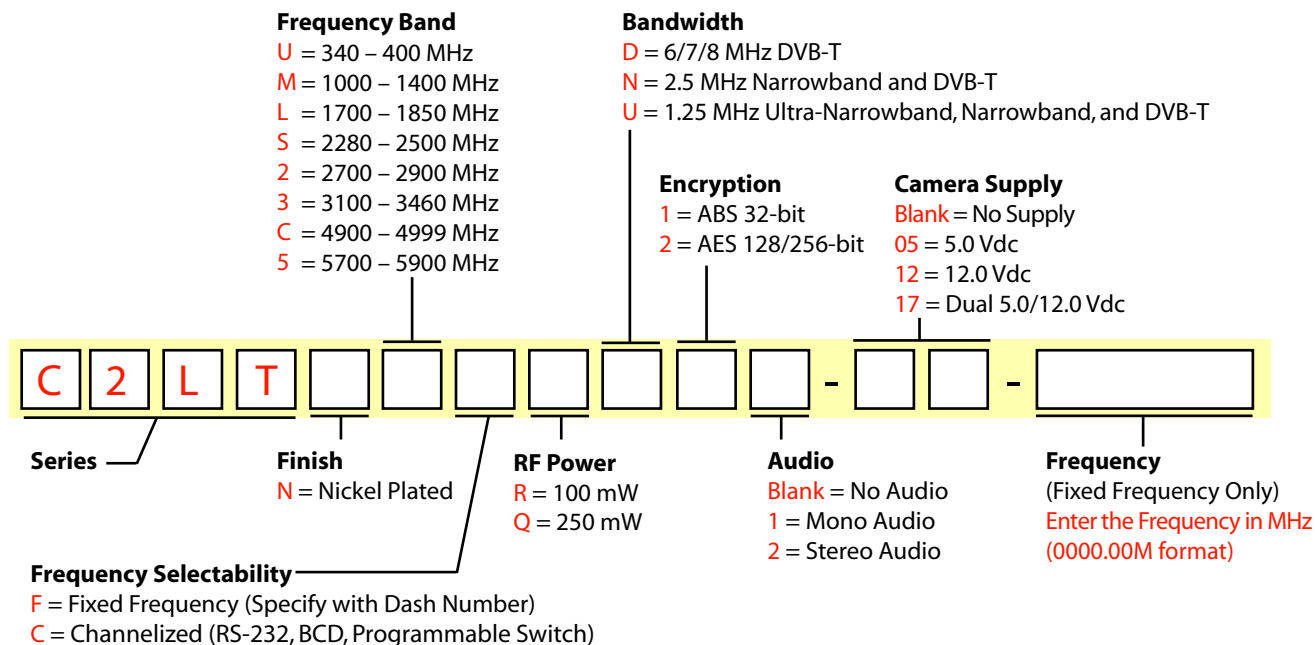 Frequency Band
U = 340 – 400 MHz
M = 1000 – 1400 MHz
L = 1700 – 1850 MHz
S = 2280 – 2500 MHz
2 = 2700 – 2900 MHz
3 = 3100 – 3460 MHz
C = 4900 – 4999 MHz
5 = 5700 – 5900 MHz
Bandwidth
D = 6/7/8 MHz DVB-T
N = 2.5 MHz Narrowband and DVB-T
U = 1.25 MHz Ultra-Narrowband, Narrowband, and DVB-T
Encryption
1 = ABS 32-bit
2 = AES 128/256-bit
Camera Supply
Blank = No Supply
05 = 5.0 Vdc
12 = 12.0 Vdc
17 = Dual 5.0/12.0 Vdc
C 2 L T - -
Series
Finish
N = Nickel Plated
RF Power
R = 100 mW
Q = 250 mW
Audio
Blank = No Audio
1 = Mono Audio
2 = Stereo Audio
Frequency
(Fixed Frequency Only)
Enter the Frequency in MHz
(0000.00M format)
Frequency Selectability
F = Fixed Frequency (Specify with Dash Number)
C = Channelized (RS-232, BCD, Programmable Switch)